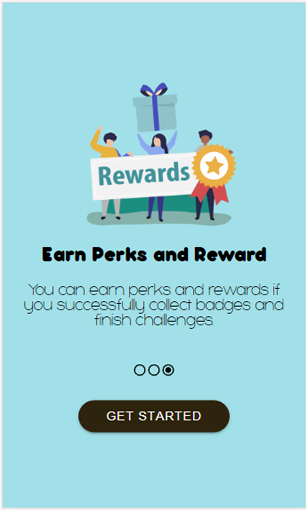 Rewards
Earn Perks and Reward
You can earn perks and rewards if
you successfully collect badges and
finish challenges.
GET STARTED